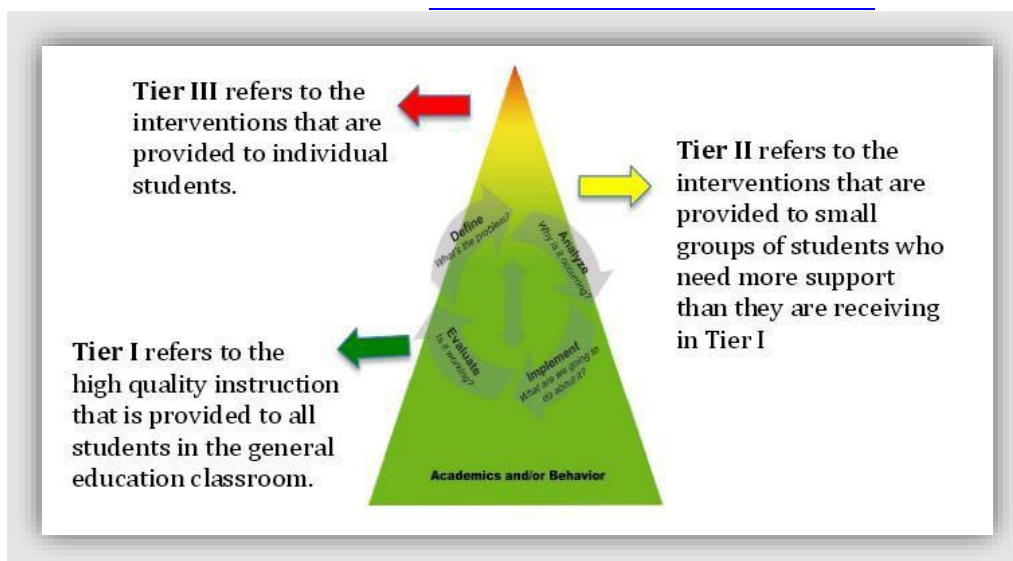 Tier III refers to the
interventions that are
provided to individual
students.
Tier II refers to the
interventions that are
provided to small
groups of students who
need more support
than they are receiving
in Tier I
Define
What's the problem?
Analyze
Why is it occurring?
Implement
What are we going to
do about it?
Evaluate
Is it working?
Tier I refers to the
high quality instruction
that is provided to all
students in the general
education classroom.
Academics and/or Behavior